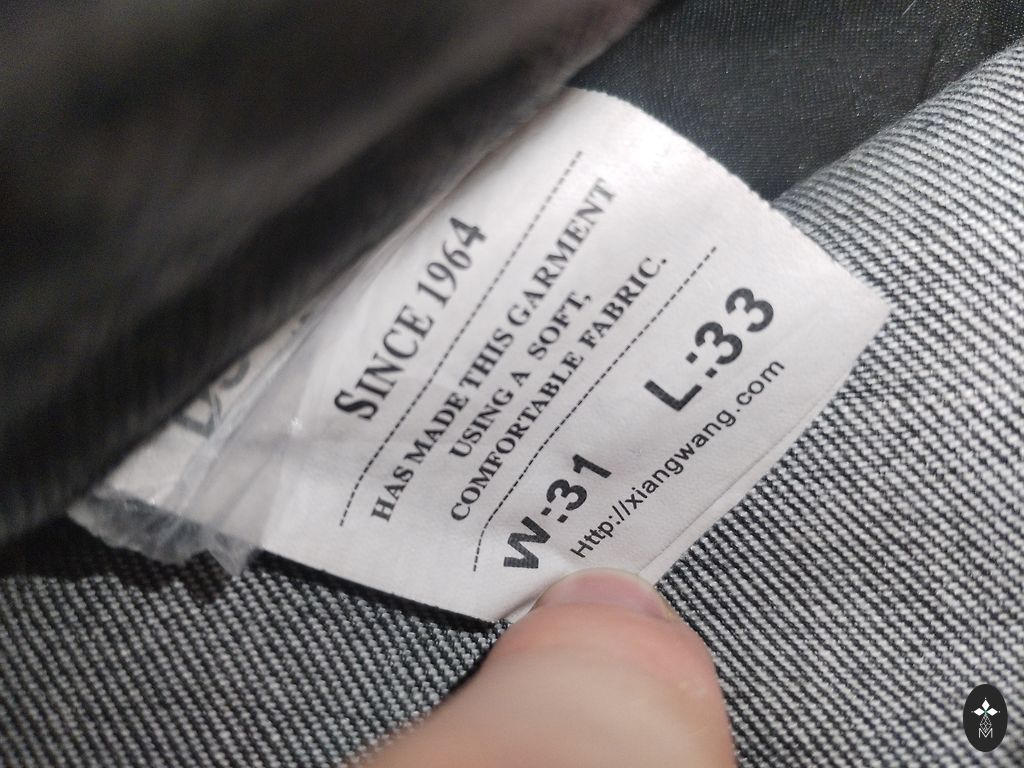 SINCE 1964
HAS MADE THIS GARMENT
USING A SOFT,
COMFORTABLE FABRIC.
W:31 L:33
Http://xiangwang.com
M